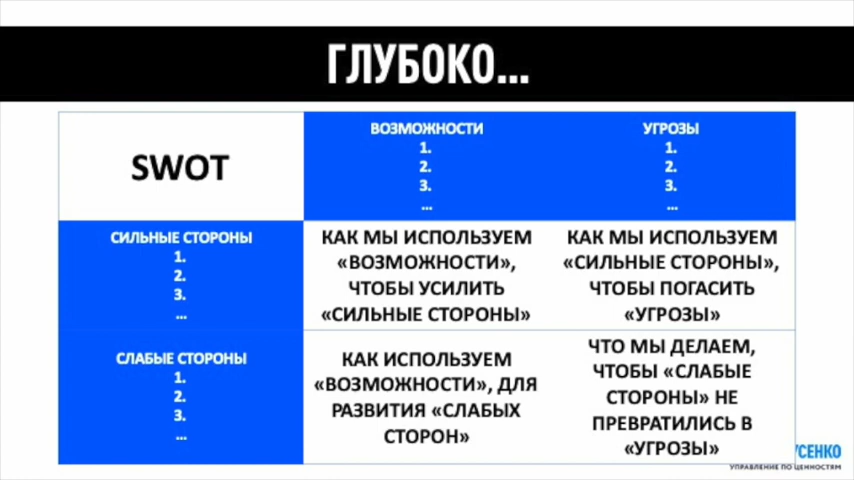 ГЛУБОКО...
SWOT
ВОЗМОЖНОСТИ
1.
2.
3.
...
УГРОЗЫ
1.
2.
3.
...
СИЛЬНЫЕ СТОРОНЫ
1.
2.
3.
...
КАК МЫ ИСПОЛЬЗУЕМ
«ВОЗМОЖНОСТИ»,
ЧТОБЫ УСИЛИТЬ
«СИЛЬНЫЕ СТОРОНЫ»
КАК МЫ ИСПОЛЬЗУЕМ
«СИЛЬНЫЕ СТОРОНЫ»,
ЧТОБЫ ПОГАСИТЬ
«УГРОЗЫ»
СЛАБЫЕ СТОРОНЫ
1.
2.
3.
...
КАК ИСПОЛЬЗУЕМ
«ВОЗМОЖНОСТИ», ДЛЯ
РАЗВИТИЯ «СЛАБЫХ
СТОРОН»
ЧТО МЫ ДЕЛАЕМ,
ЧТОБЫ «СЛАБЫЕ
СТОРОНЫ» НЕ
ПРЕВРАТИЛИСЬ В
«УГРОЗЫ»
УПРАВЛЕНИЕ ПО ЦЕННОСТЯМ